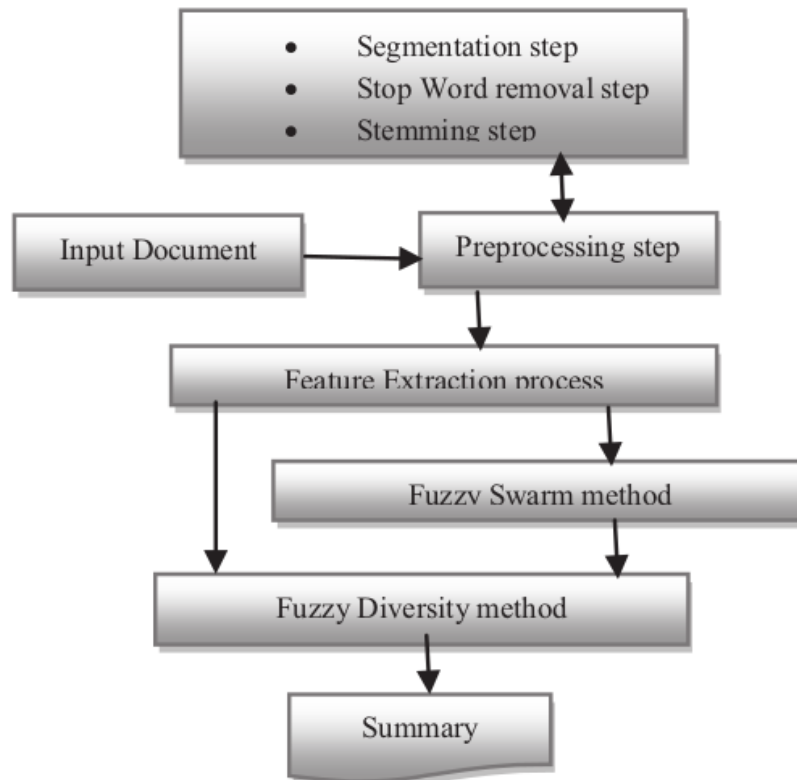 • Segmentation step
• Stop Word removal step
• Stemming step
Input Document
Preprocessing step
Feature Extraction process
Fuzzy Swarm method
Fuzzy Diversity method
Summary